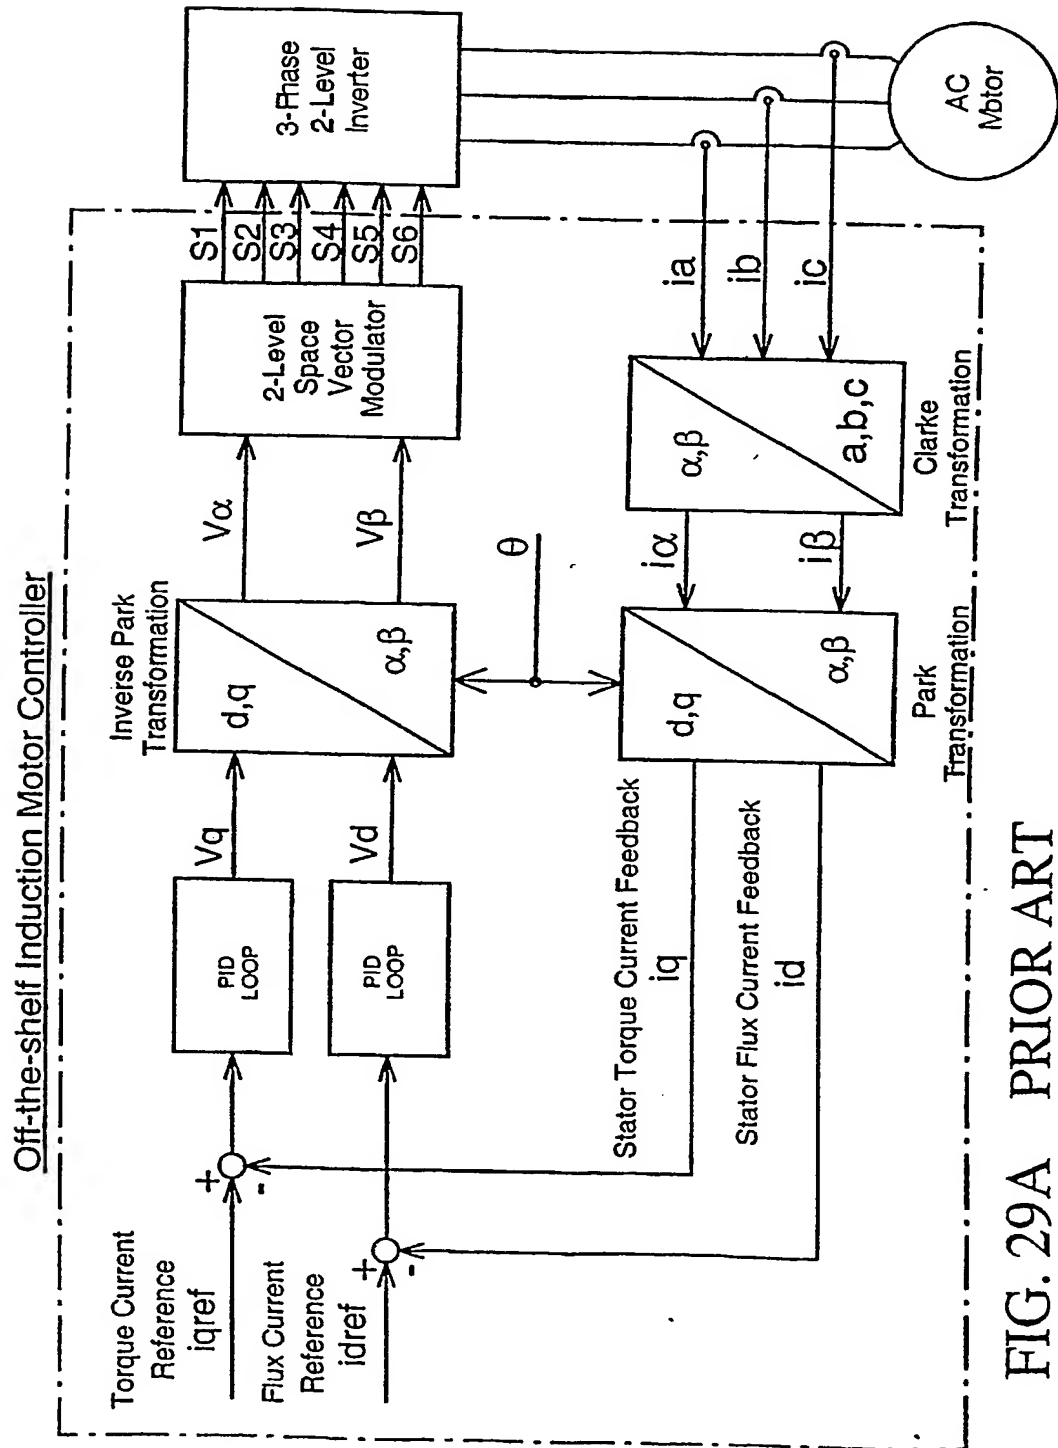 Off-the-shelf Induction Motor Controller
Torque Current
Reference
iqref
+
-
Flux Current
Reference
idref
+
-
PID
LOOP
PID
LOOP
Vq
Vd
Inverse Park
Transformation
d,q
α,β
Vα
Vβ
2-Level
Space
Vector
Modulator
S1
S2
S3
S4
S5
S6
3-Phase
2-Level
Inverter
θ
Stator Torque Current Feedback
iq
Stator Flux Current Feedback
id
d,q
α,β
Park
Transformation
iα
iβ
α,β
a,b,c
Clarke
Transformation
ia
ib
ic
AC
Motor
FIG. 29A PRIOR ART